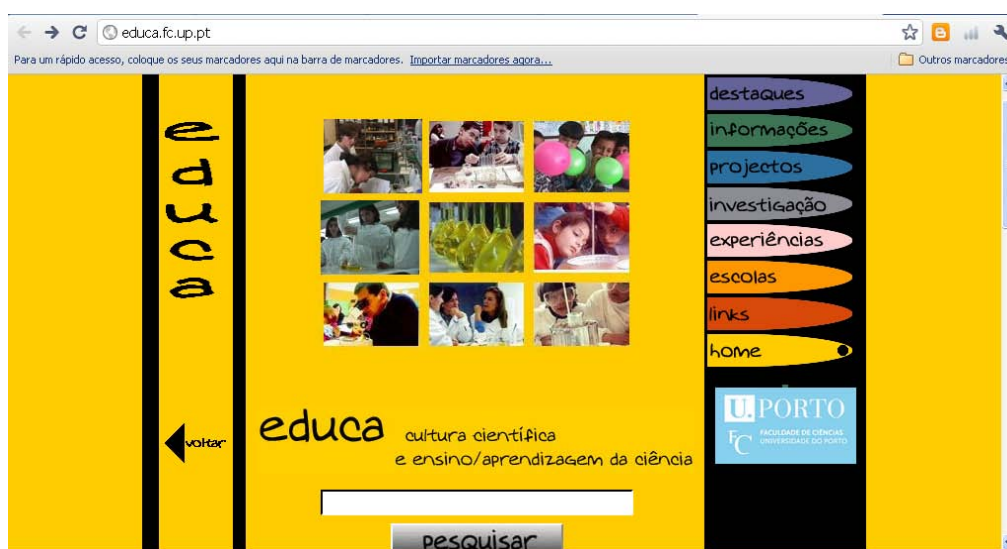 educa.fc.up.pt
Para um rápido acesso, coloque os seus marcadores aqui na barra de marcadores. Importar marcadores agora...
Outros marcadores
educa
destaques
informações
projectos
investigação
experiências
escolas
links
home
U. PORTO
FC FACULDADE DE CIÊNCIAS
UNIVERSIDADE DO PORTO
voltar
educa cultura científica
e ensino/aprendizagem da ciência
pesquisar